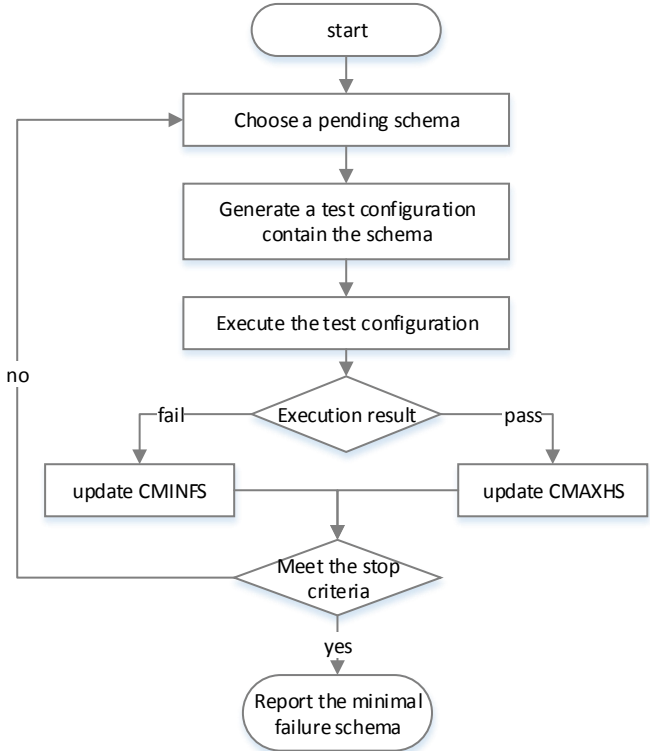 start
Choose a pending schema
Generate a test configuration
contain the schema
Execute the test configuration
no
Execution result
fail
pass
update CMINFS
update CMAXHS
Meet the stop
criteria
yes
Report the minimal
failure schema